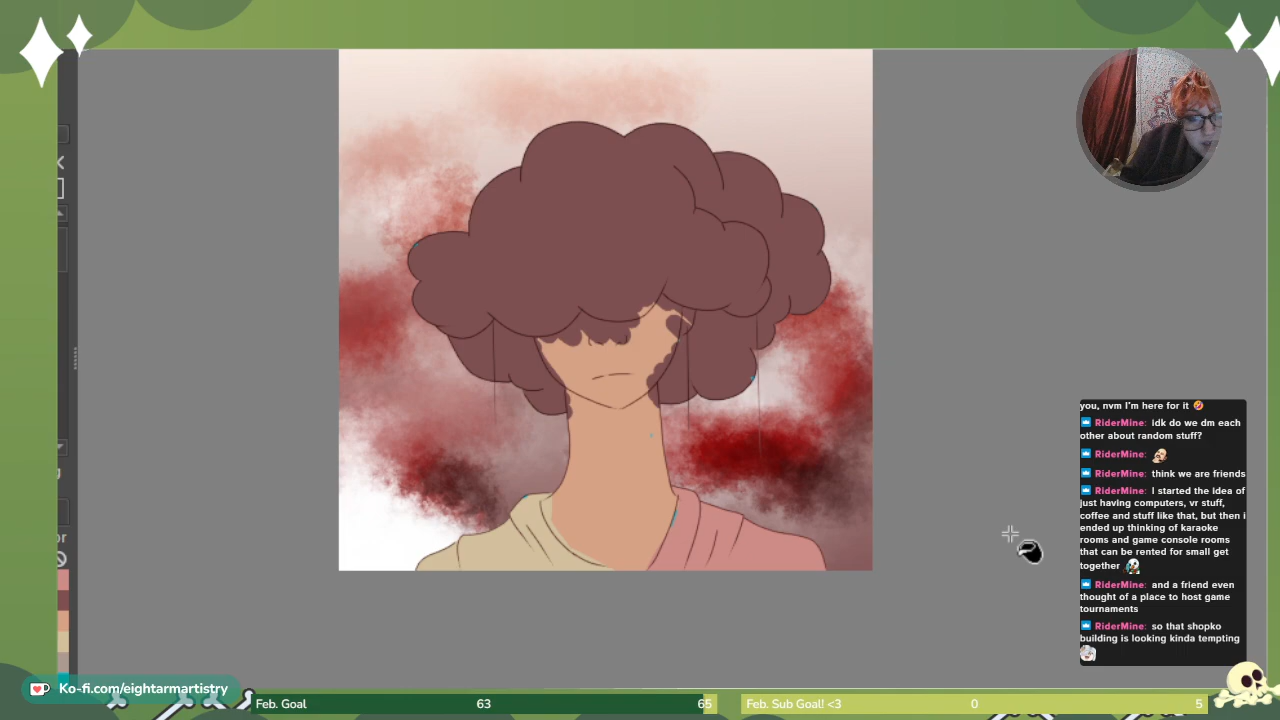 you, nvm I'm here for it 🤣
RiderMine: idk do we dm each
other about random stuff?
RiderMine:
RiderMine: think we are friends
RiderMine: I started the idea of
just having computers, vr stuff,
coffee and stuff like that, but then i
ended up thinking of karaoke
rooms and game console rooms
that can be rented for small get
together
RiderMine: and a friend even
thought of a place to host game
tournaments
RiderMine: so that shopko
building is looking kinda tempting
or
Ko-fi.com/eightarmartistry
Feb. Goal 63 65
Feb. Sub Goal! <3 0 5